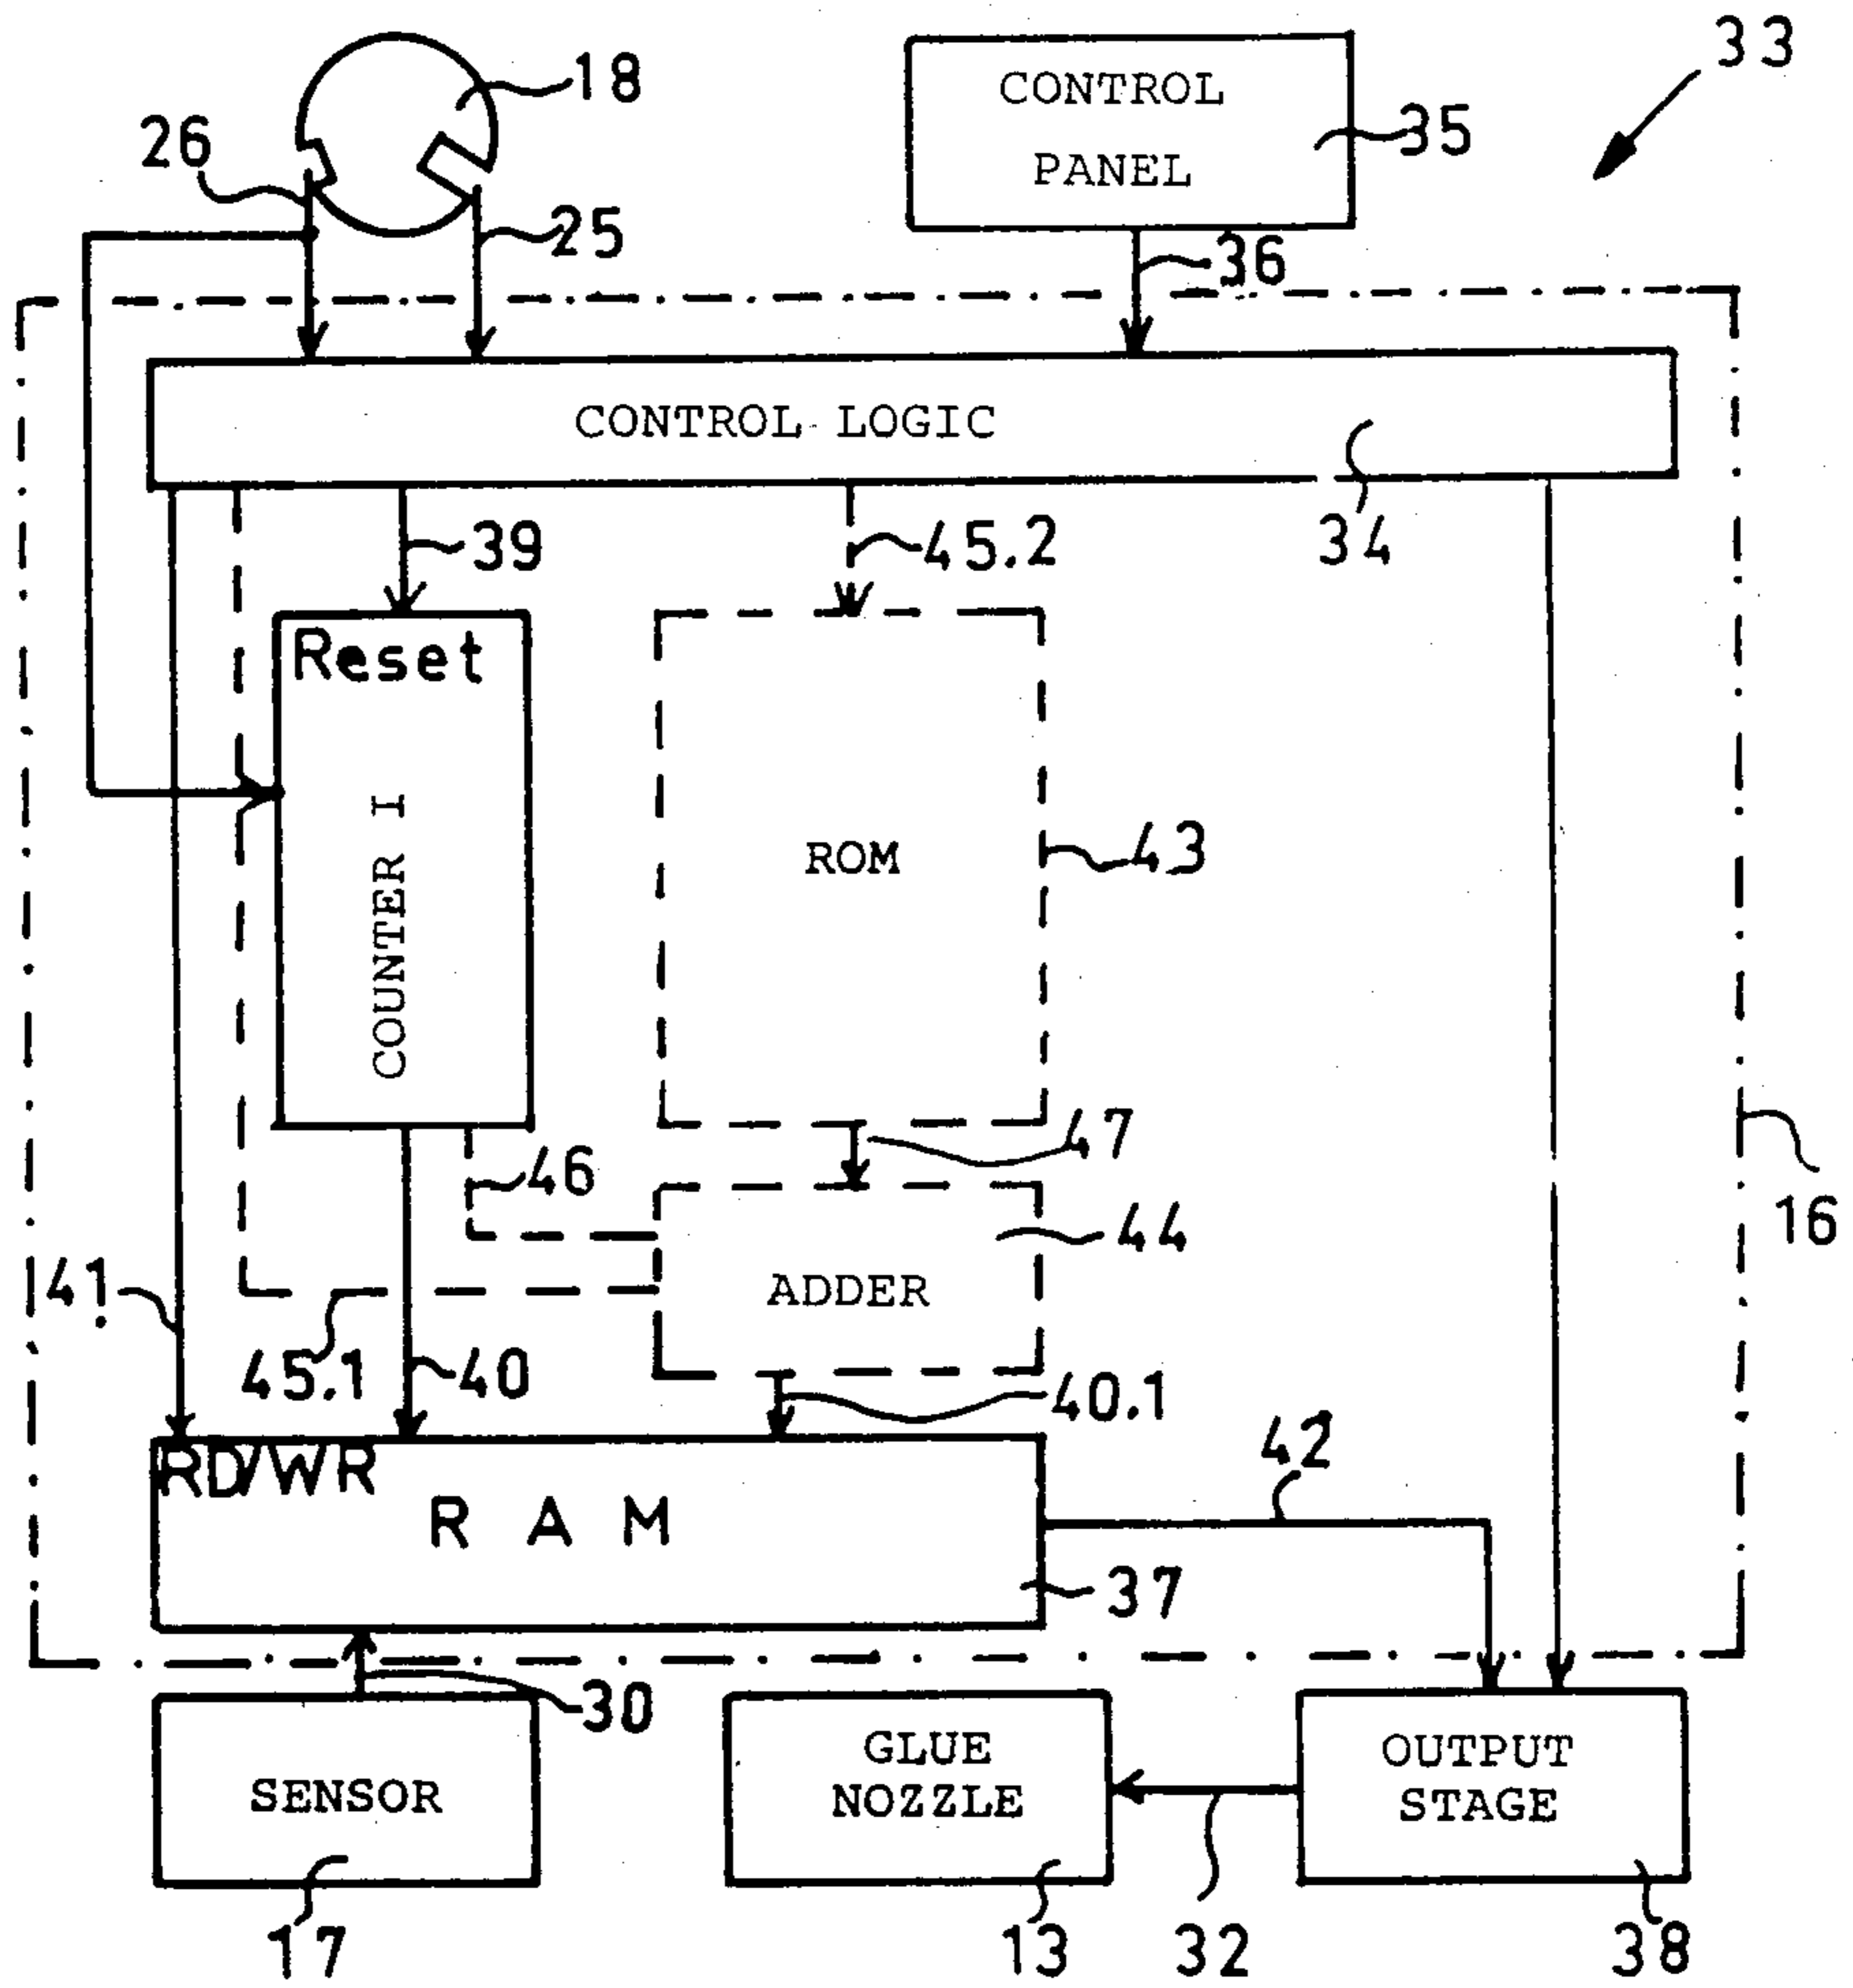 33
18
CONTROL
PANEL
35
26
25
36
CONTROL LOGIC
34
39
45.2
Reset
COUNTER I
ROM
43
47
46
44
16
ADDER
41
45.1
40
40.1
42
RD/WR
RAM
37
30
SENSOR
GLUE
NOZZLE
OUTPUT
STAGE
17
13
32
38